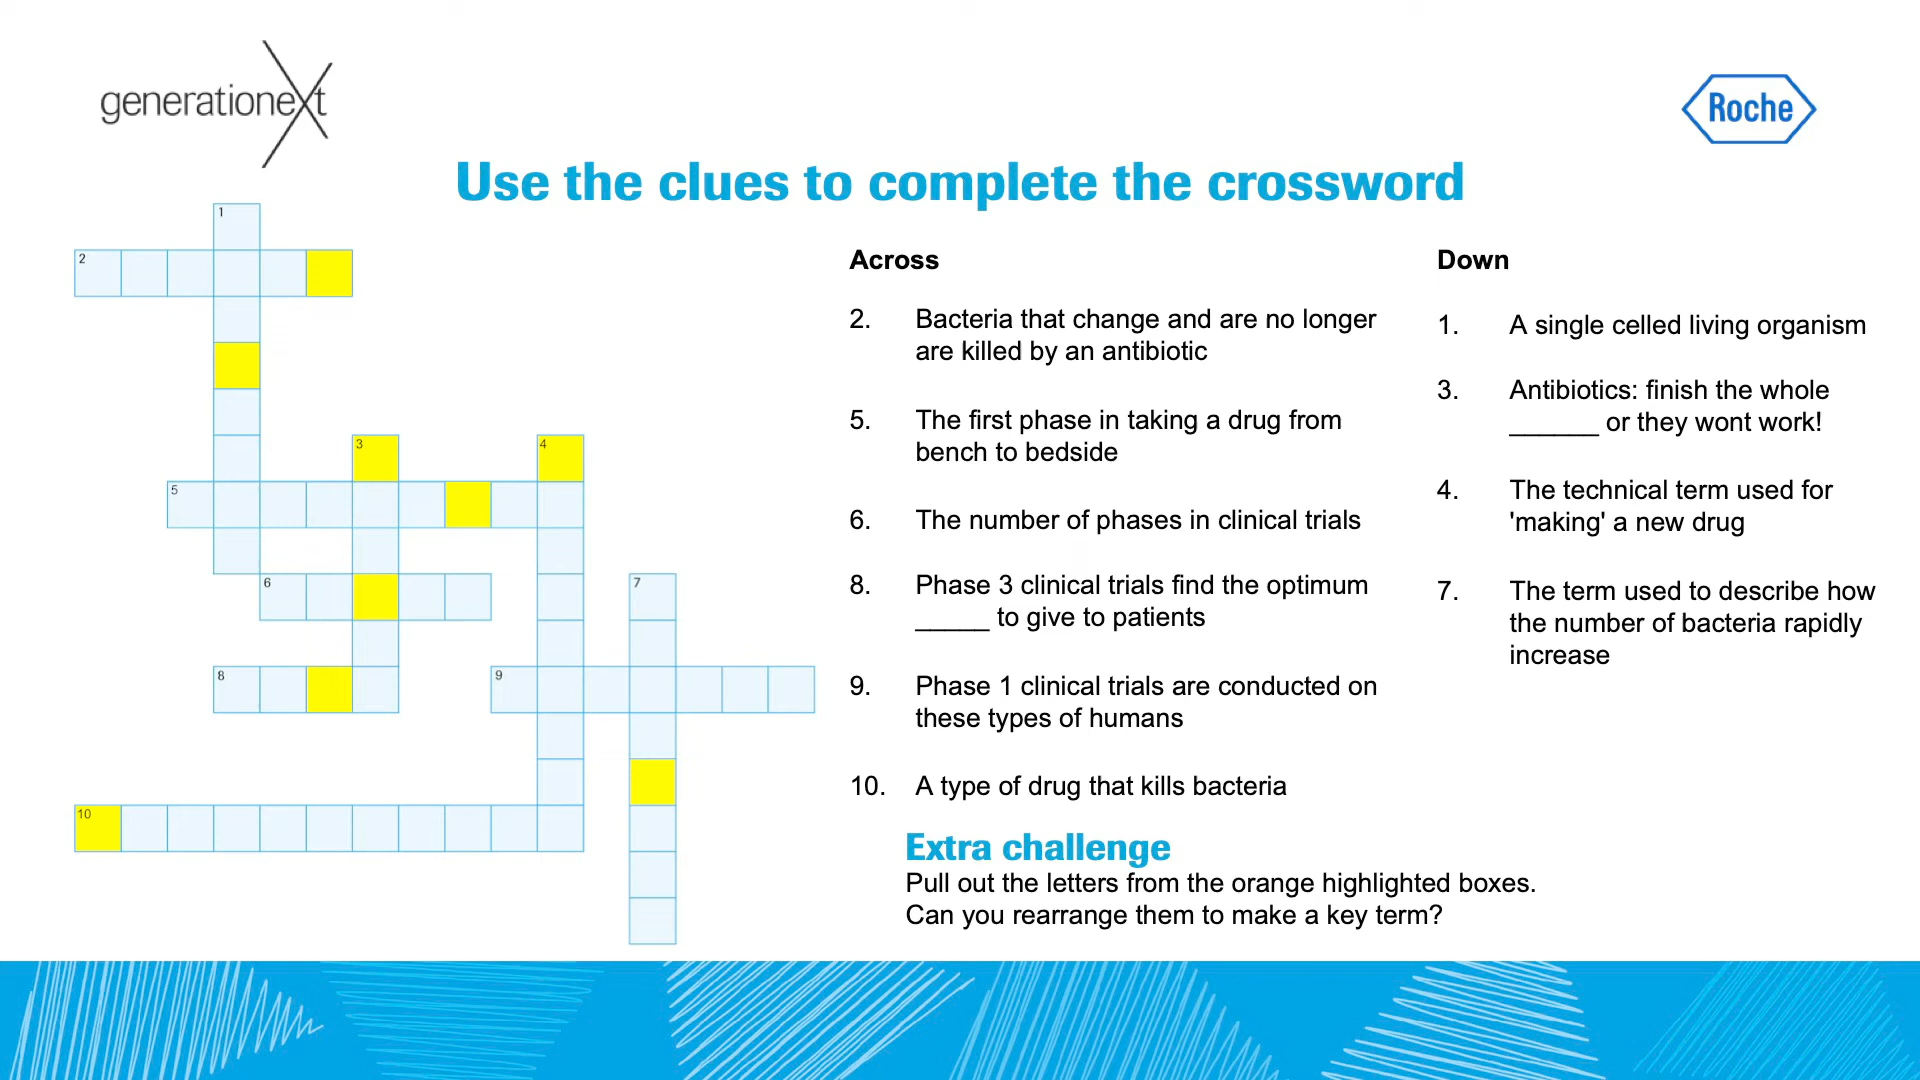 generationeXt
Roche
Use the clues to complete the crossword
1
2
3
4
5
6
7
8
9
10
Across
2. Bacteria that change and are no longer
are killed by an antibiotic
5. The first phase in taking a drug from
bench to bedside
6. The number of phases in clinical trials
8. Phase 3 clinical trials find the optimum
_____ to give to patients
9. Phase 1 clinical trials are conducted on
these types of humans
10. A type of drug that kills bacteria
Down
1. A single celled living organism
3. Antibiotics: finish the whole
______ or they wont work!
4. The technical term used for
'making' a new drug
7. The term used to describe how
the number of bacteria rapidly
increase
Extra challenge
Pull out the letters from the orange highlighted boxes.
Can you rearrange them to make a key term?